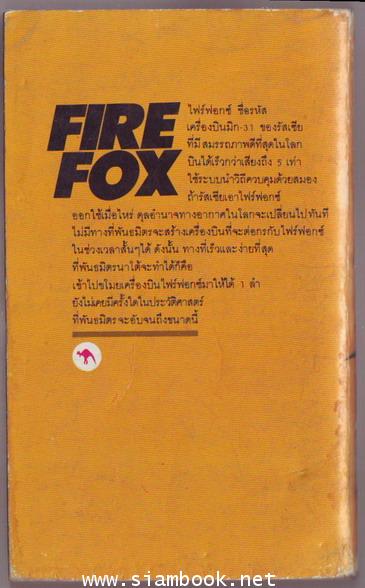 FIRE
FOX
ไฟร์ฟอกซ์ ชื่อรหัส
เครื่องบินมิก-31 ของรัสเซีย
ที่มีสมรรถภาพดีที่สุดในโลก
บินได้เร็วกว่าเสียงถึง 5 เท่า
ใช้ระบบนำวิถีควบคุมด้วยสมอง
ถ้ารัสเซียเอาไฟร์ฟอกซ์
ออกใช้เมื่อไหร่ ดุลอำนาจทางอากาศในโลกจะเปลี่ยนไปทันที
ไม่มีทางที่พันธมิตรจะสร้างเครื่องบินที่จะต่อกรกับไฟร์ฟอกซ์
ในช่วงเวลาสั้นๆได้ ดังนั้น ทางที่เร็วและง่ายที่สุด
ที่พันธมิตรนาโต้จะทำได้ก็คือ
เข้าไปขโมยเครื่องบินไฟร์ฟอกซ์มาให้ได้ 1 ลำ
ยังไม่เคยมีครั้งใดในประวัติศาสตร์
ที่พันธมิตรจะอับจนถึงขนาดนี้
www.siambook.net